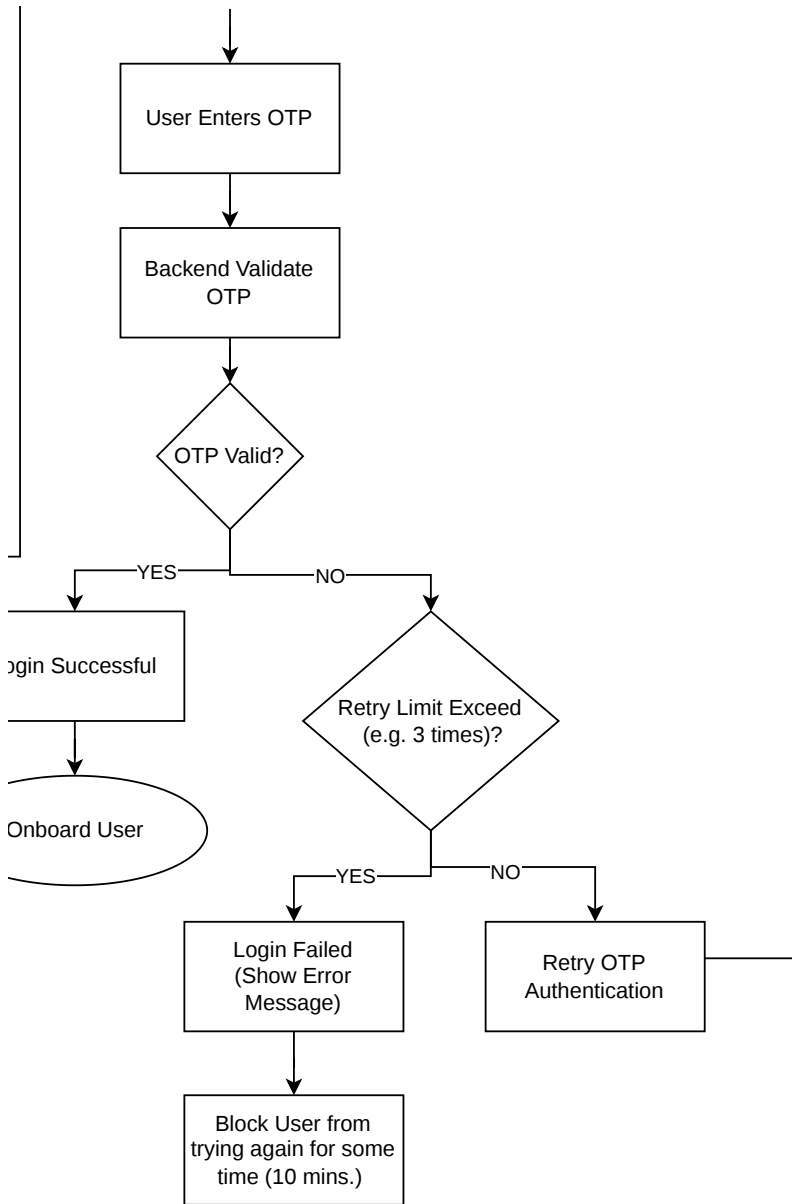 User Enters OTP
Backend Validate
OTP
OTP Valid?
YES
NO
ogin Successful
Retry Limit Exceed
(e.g. 3 times)?
Onboard User
YES
NO
Login Failed
(Show Error
Message)
Retry OTP
Authentication
Block User from
trying again for some
time (10 mins.)